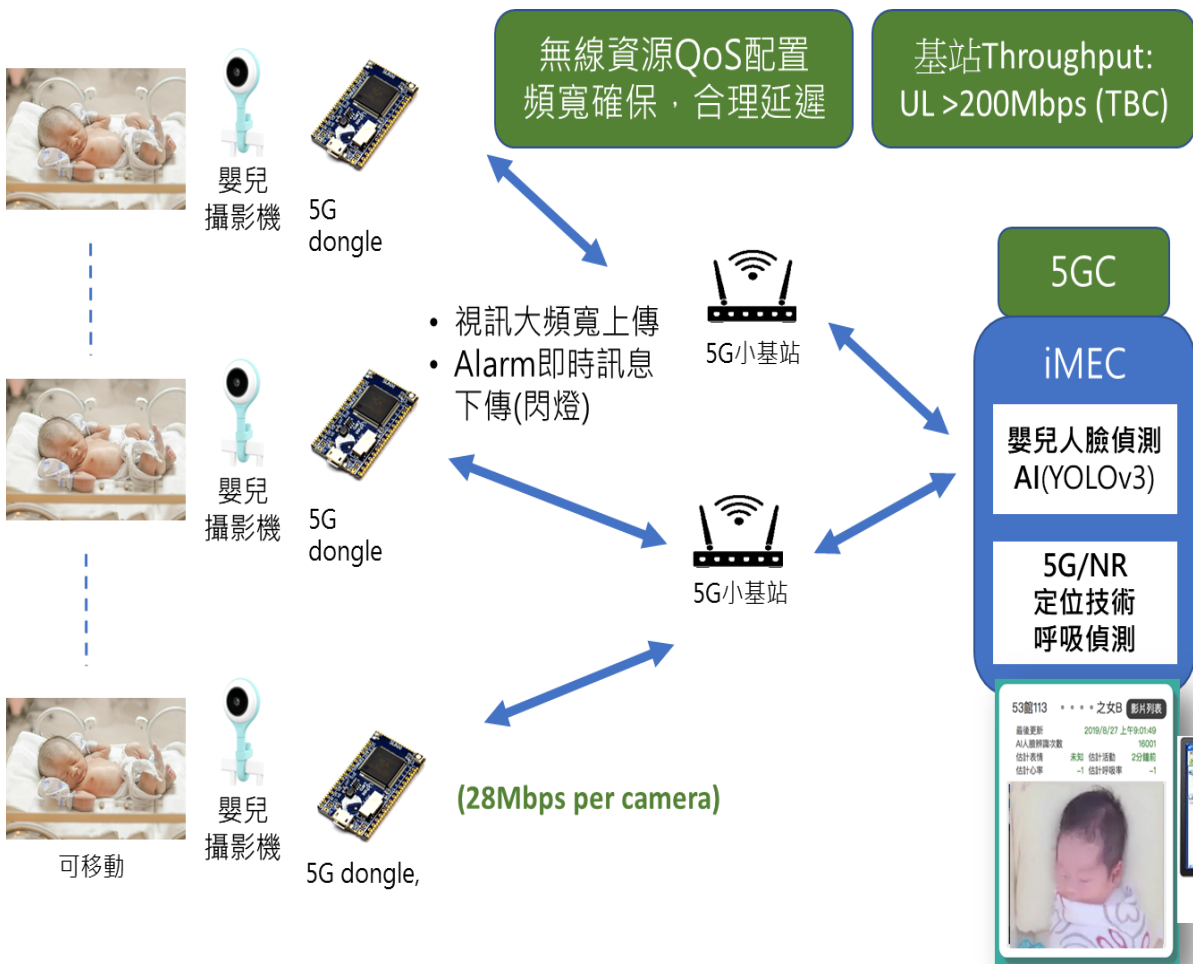 無線資源QoS配置
頻寬確保，合理延遲
基站Throughput:
UL >200Mbps (TBC)
嬰兒
攝影機
5G
dongle
• 視訊大頻寬上傳
• Alarm即時訊息
下傳(閃燈)
5G小基站
5GC
iMEC
嬰兒人臉偵測
AI(YOLOv3)
5G/NR
定位技術
呼吸偵測
嬰兒
攝影機
5G
dongle
5G小基站
嬰兒
攝影機
可移動
5G dongle,
(28Mbps per camera)
53館113 ・・・・之女B 影片列表
最後更新 2019/8/27 上午9:01:49
AI人臉辨識次數 16001
估計表情 未知 估計活動 2分鐘前
估計心率 -1 估計呼吸率 -1